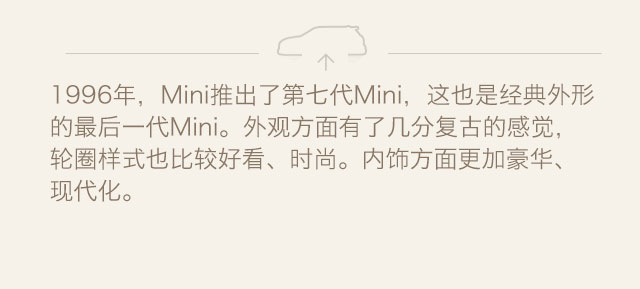 1996年，Mini推出了第七代Mini，这也是经典外形
的最后一代Mini。外观方面有了几分复古的感觉，
轮圈样式也比较好看、时尚。内饰方面更加豪华、
现代化。